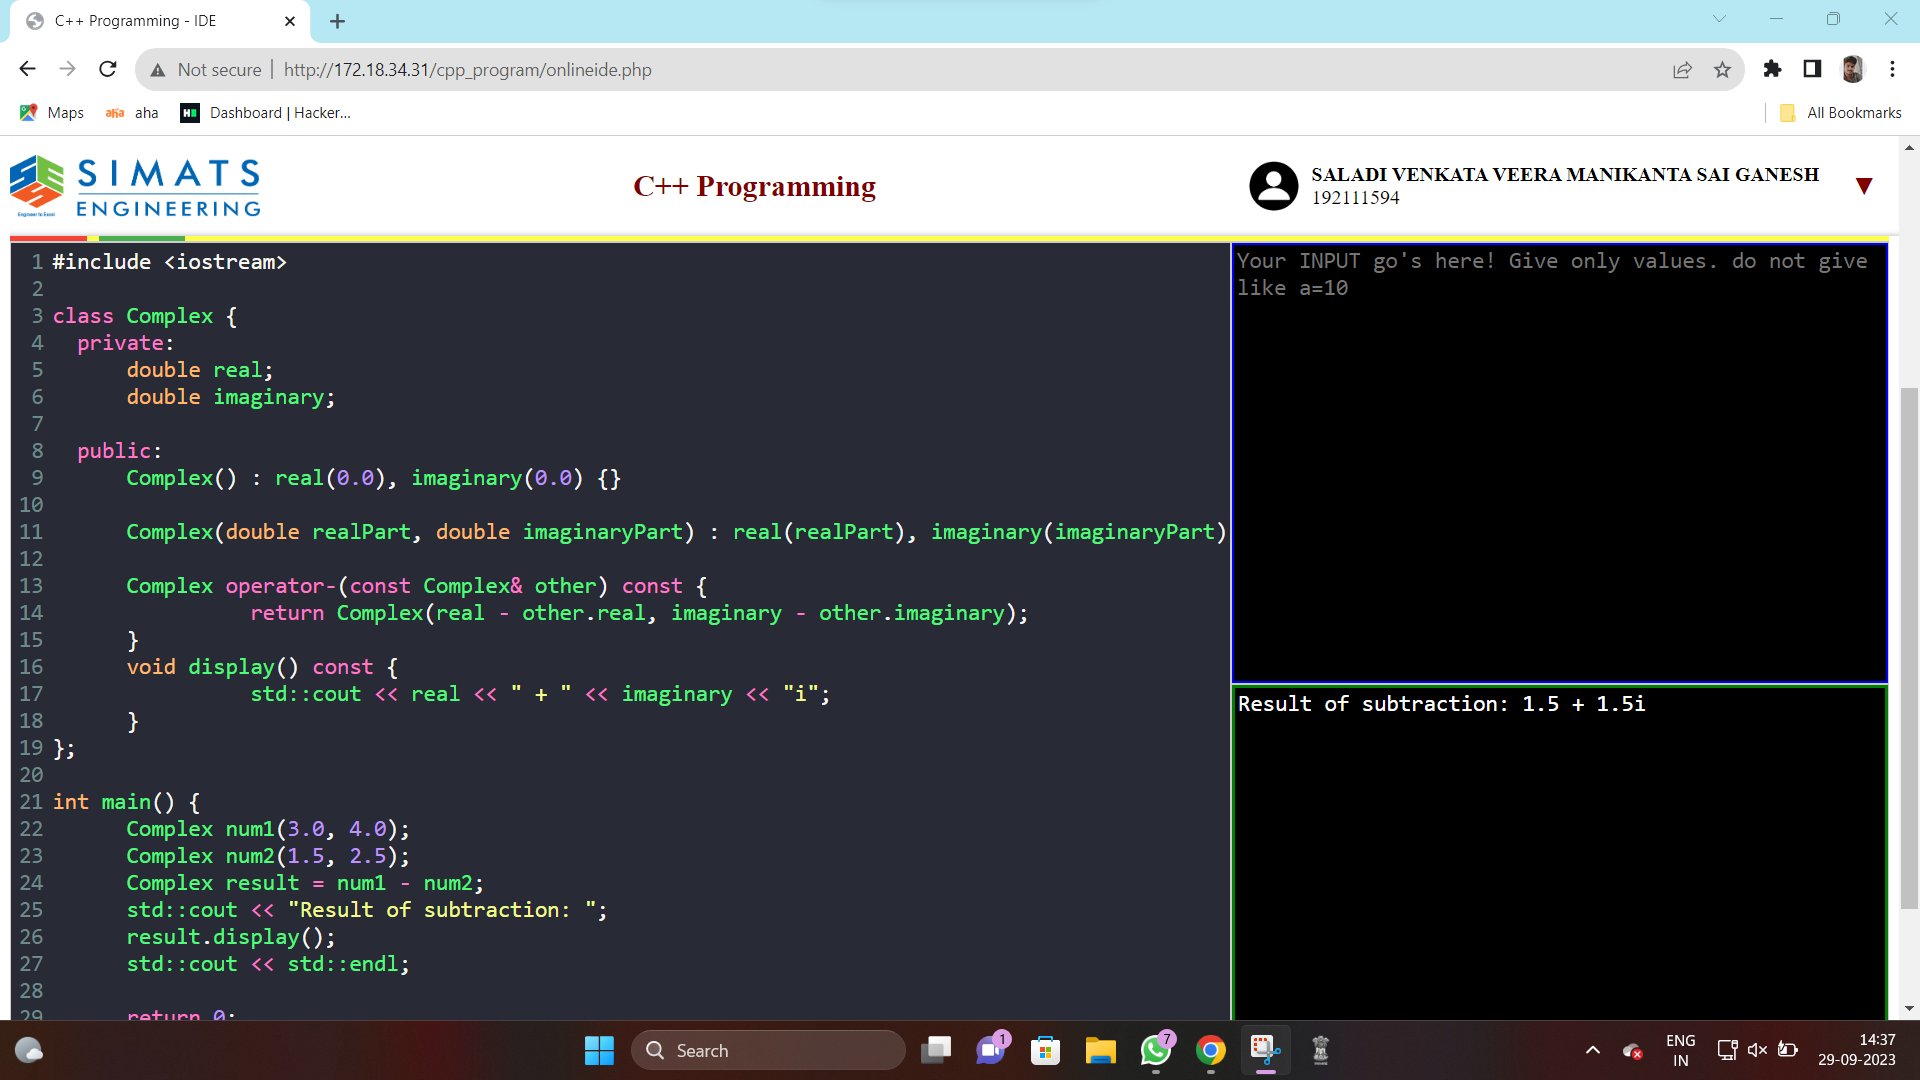 C++ Programming - IDE
Not secure
http://172.18.34.31/cpp_program/onlineide.php
Maps
aha aha
Dashboard | Hacker...
All Bookmarks
SIMATS
ENGINEERING
Engineer to Excel
C++ Programming
SALADI VENKATA VEERA MANIKANTA SAI GANESH
192111594
1 #include <iostream>
2
3 class Complex {
4 private:
5 double real;
6 double imaginary;
7
8 public:
9 Complex() : real(0.0), imaginary(0.0) {}
10
11 Complex(double realPart, double imaginaryPart) : real(realPart), imaginary(imaginaryPart)
12
13 Complex operator-(const Complex& other) const {
14 return Complex(real - other.real, imaginary - other.imaginary);
15 }
16 void display() const {
17 std::cout << real << " + " << imaginary << "i";
18 }
19 };
20
21 int main() {
22 Complex num1(3.0, 4.0);
23 Complex num2(1.5, 2.5);
24 Complex result = num1 - num2;
25 std::cout << "Result of subtraction: ";
26 result.display();
27 std::cout << std::endl;
28
29 return 0;
Your INPUT go's here! Give only values. do not give
like a=10
Result of subtraction: 1.5 + 1.5i
Search
1
7
ENG
IN
14:37
29-09-2023